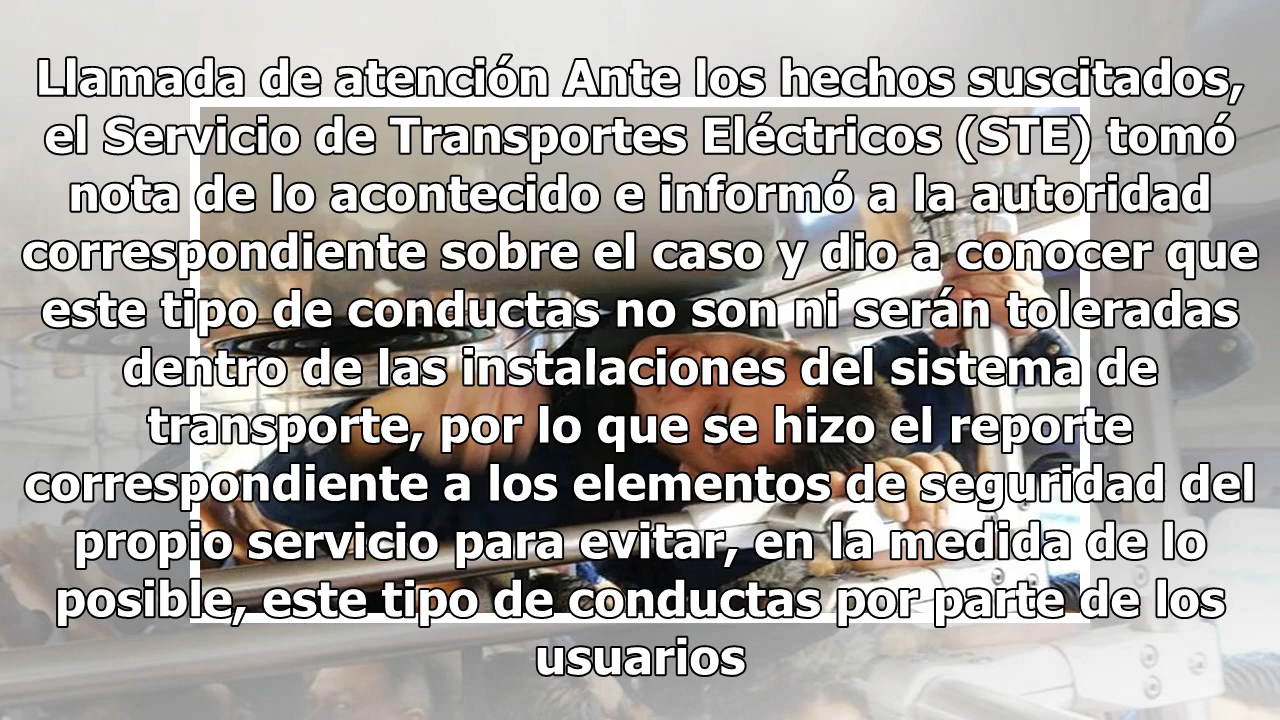 Llamada de atención Ante los hechos suscitados,
el Servicio de Transportes Eléctricos (STE) tomó
nota de lo acontecido e informó a la autoridad
correspondiente sobre el caso y dio a conocer que
este tipo de conductas no son ni serán toleradas
dentro de las instalaciones del sistema de
transporte, por lo que se hizo el reporte
correspondiente a los elementos de seguridad del
propio servicio para evitar, en la medida de lo
posible, este tipo de conductas por parte de los
usuarios